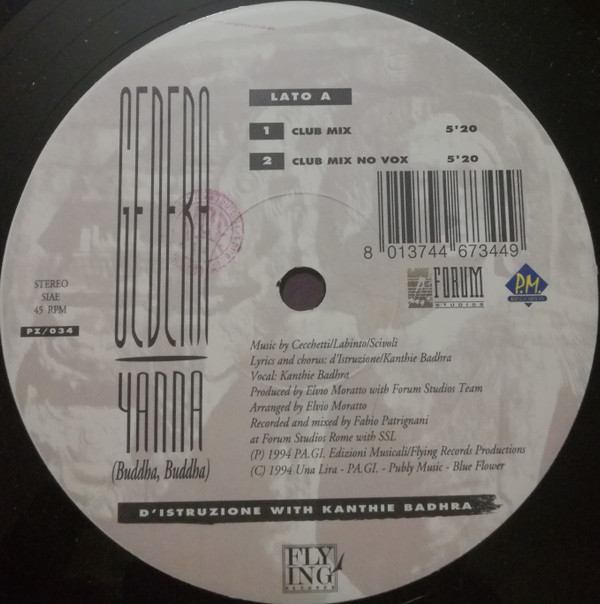 GEDERA
YANNA
(Buddha, Buddha)
LATO A
1 CLUB MIX 5'20
2 CLUB MIX NO VOX 5'20
8 013744 673449
FORUM
STUDIOS
P.M.
STEREO
SIAE
45 RPM
PZ/034
Music by Cecchetti/Labinto/Scivoli
Lyrics and chorus: d'Istruzione/Kanthie Badhra
Vocal: Kanthie Badhra
Produced by Elvio Moratto with Forum Studios Team
Arranged by Elvio Moratto
Recorded and mixed by Fabio Patrignani
at Forum Studios Rome with SSL
(P.) 1994 PA.GI. Edizioni Musicali/Flying Records Productions
(C) 1994 Una Lira - PA.GI. - Publy Music - Blue Flower
D'ISTRUZIONE WITH KANTHIE BADHRA
FLY
ING
RECORDS